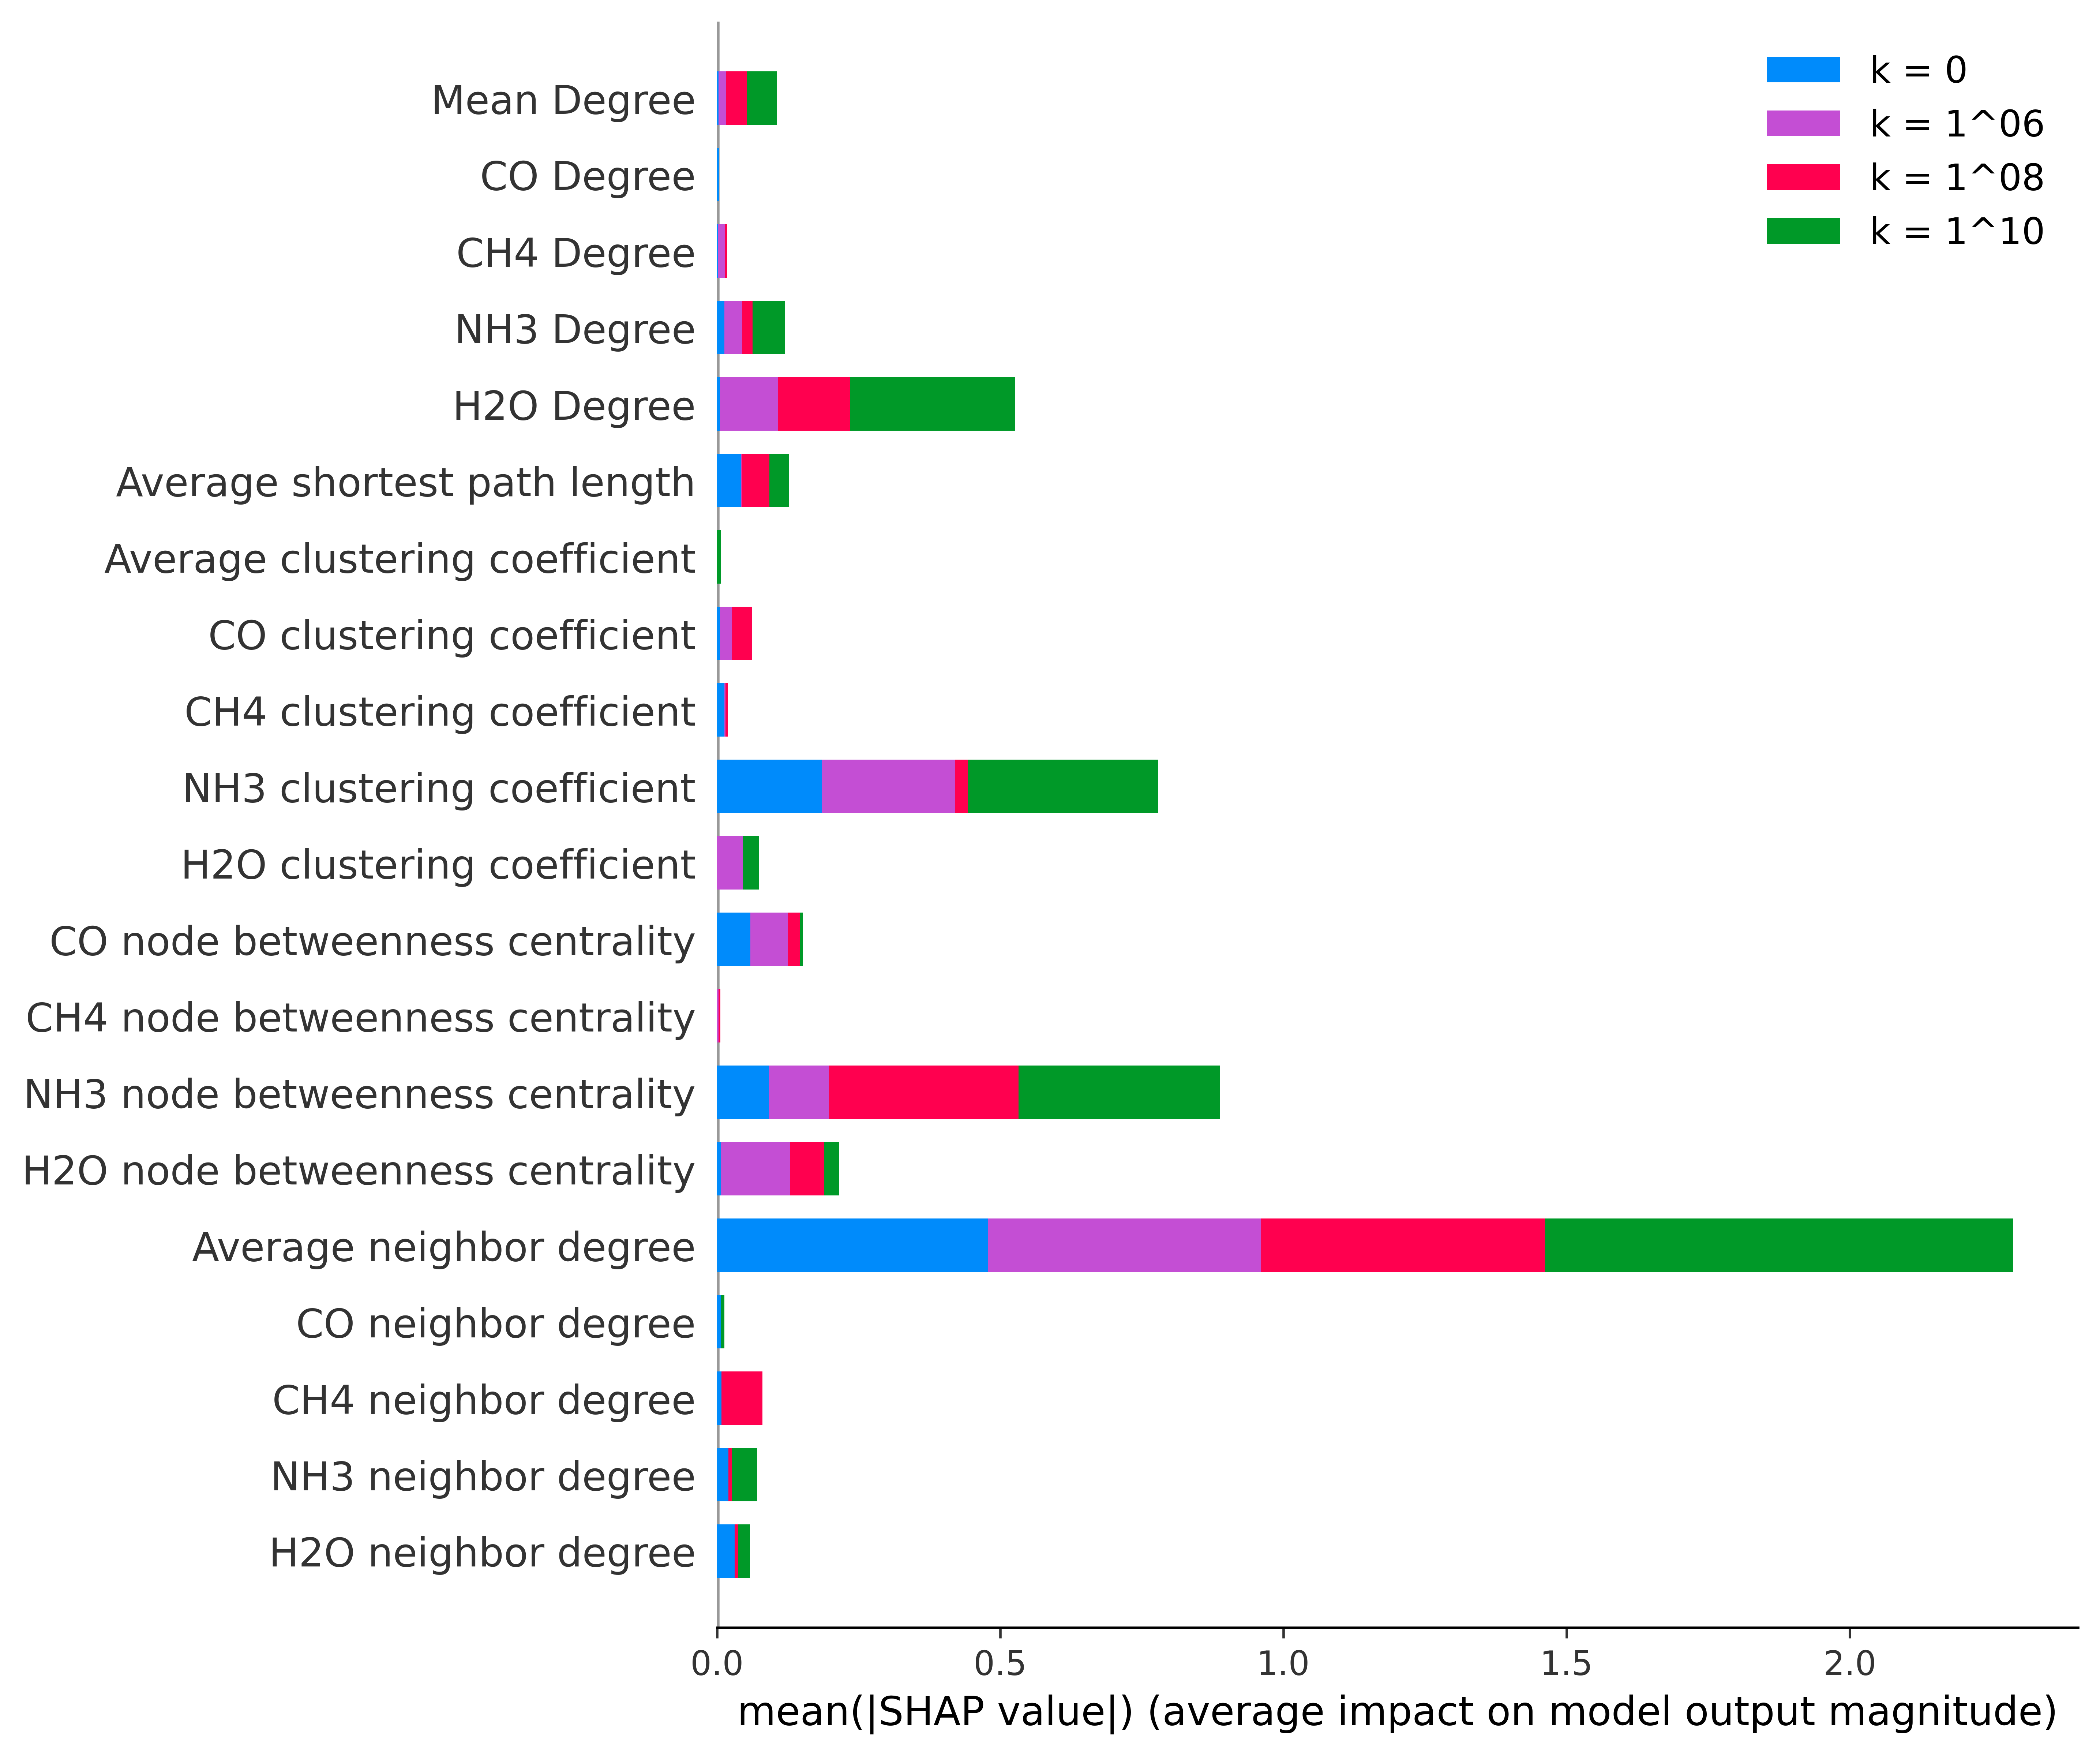 k = 0
k = 1^06
k = 1^08
k = 1^10
Mean Degree
CO Degree
CH4 Degree
NH3 Degree
H2O Degree
Average shortest path length
Average clustering coefficient
CO clustering coefficient
CH4 clustering coefficient
NH3 clustering coefficient
H2O clustering coefficient
CO node betweenness centrality
CH4 node betweenness centrality
NH3 node betweenness centrality
H2O node betweenness centrality
Average neighbor degree
CO neighbor degree
CH4 neighbor degree
NH3 neighbor degree
H2O neighbor degree
0.0 0.5 1.0 1.5 2.0
mean(|SHAP value|) (average impact on model output magnitude)